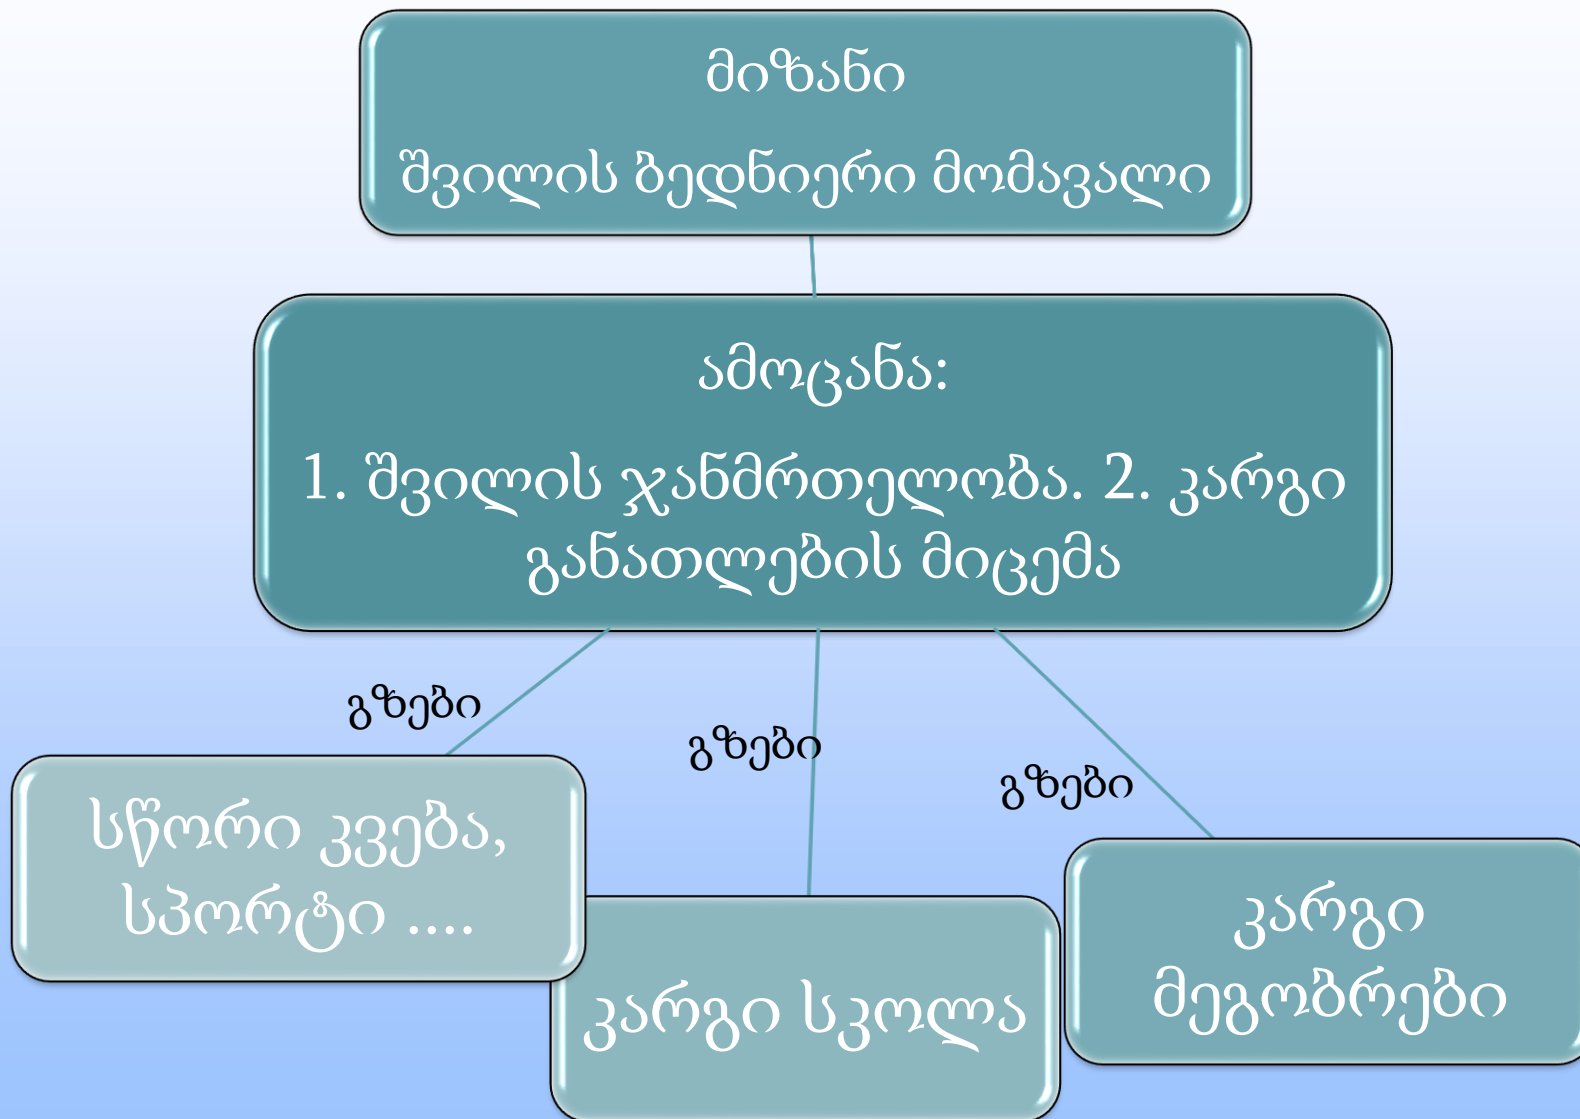 მიზანი
შვილის ბედნიერი მომავალი
ამოცანა:
1. შვილის ჯანმრთელობა. 2. კარგი
განათლების მიცემა
გზები
გზები
გზები
სწორი კვება,
სპორტი ....
კარგი სკოლა
კარგი
მეგობრები